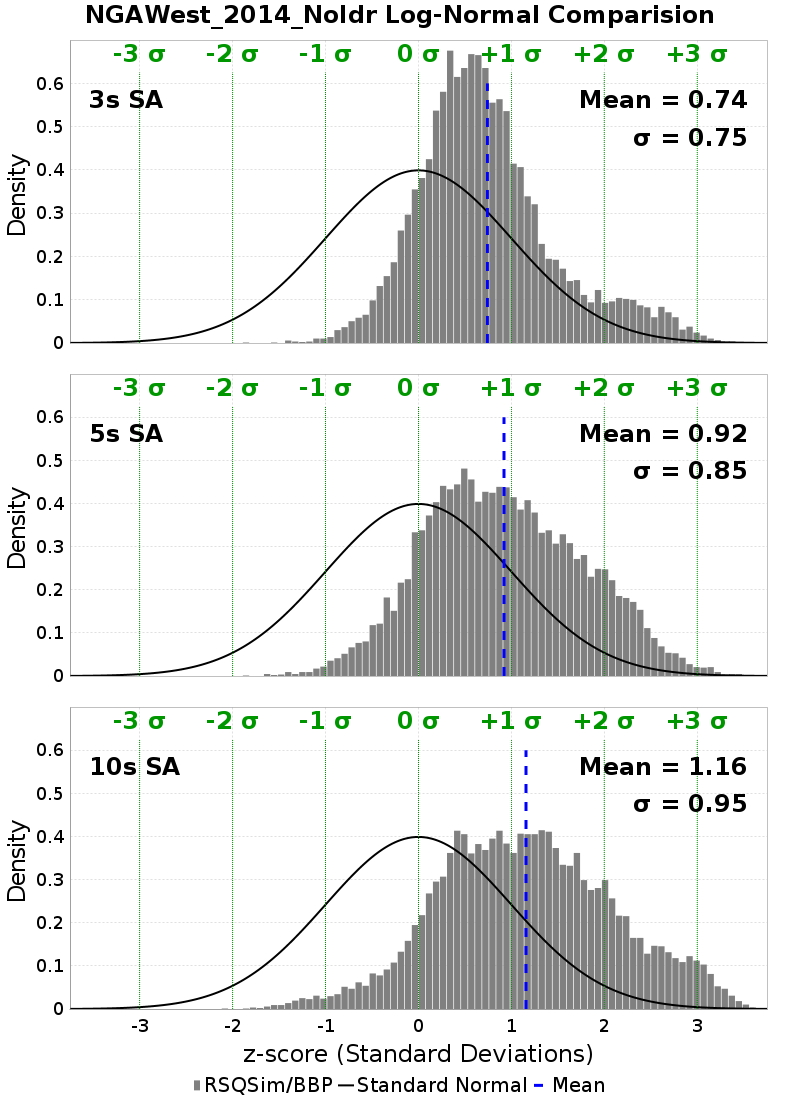 NGAWest_2014_NoIdr Log-Normal Comparision
-3 σ -2 σ -1 σ 0 σ +1 σ +2 σ +3 σ
3s SA
Mean = 0.74
σ = 0.75
Density
0.6
0.5
0.4
0.3
0.2
0.1
0
-3 σ -2 σ -1 σ 0 σ +1 σ +2 σ +3 σ
5s SA
Mean = 0.92
σ = 0.85
Density
0.6
0.5
0.4
0.3
0.2
0.1
0
-3 σ -2 σ -1 σ 0 σ +1 σ +2 σ +3 σ
10s SA
Mean = 1.16
σ = 0.95
Density
0.6
0.5
0.4
0.3
0.2
0.1
0
-3 -2 -1 0 1 2 3
z-score (Standard Deviations)
RSQSim/BBP Standard Normal Mean